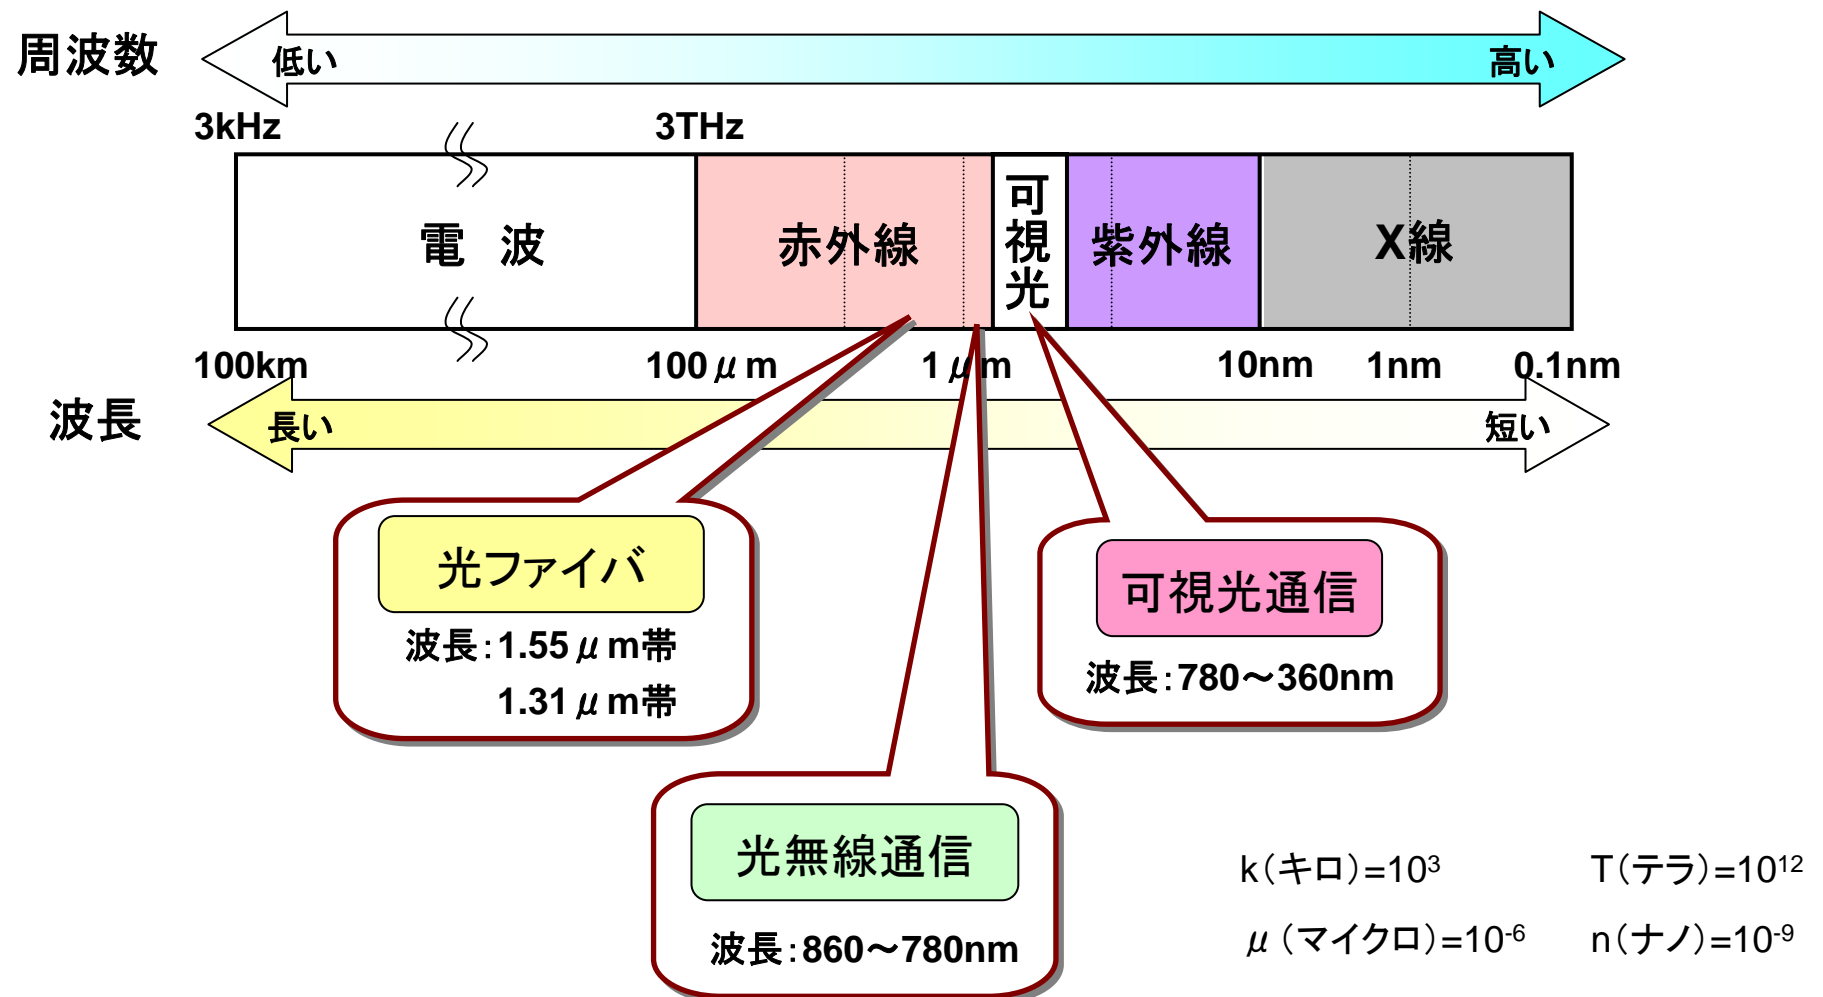 周波数
低い
高い
3kHz
3THz
電 波
赤外線
可視光
紫外線
X線
100km
100μm
1μm
10nm
1nm
0.1nm
波長
長い
短い
光ファイバ
波長:1.55μm帯
1.31μm帯
可視光通信
波長:780～360nm
光無線通信
波長:860～780nm
k(キロ)=10³
T(テラ)=10¹²
μ(マイクロ)=10⁻⁶
n(ナノ)=10⁻⁹